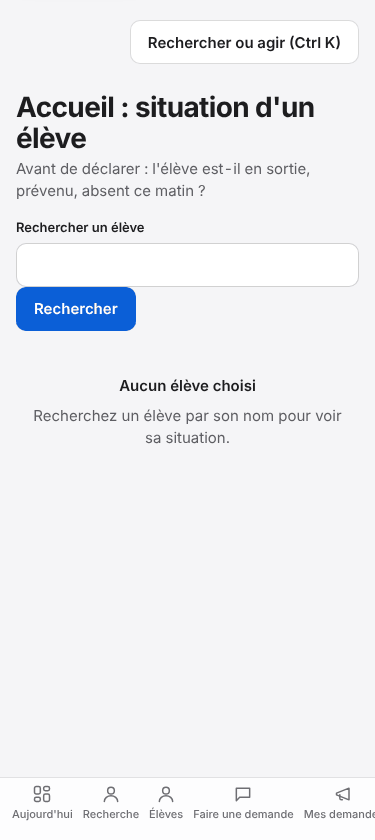 Rechercher ou agir (Ctrl K)
Accueil : situation d'un
élève
Avant de déclarer : l'élève est-il en sortie,
prévenu, absent ce matin ?
Rechercher un élève
Rechercher
Aucun élève choisi
Recherchez un élève par son nom pour voir
sa situation.
Aujourd'hui Recherche Élèves Faire une demande Mes demande